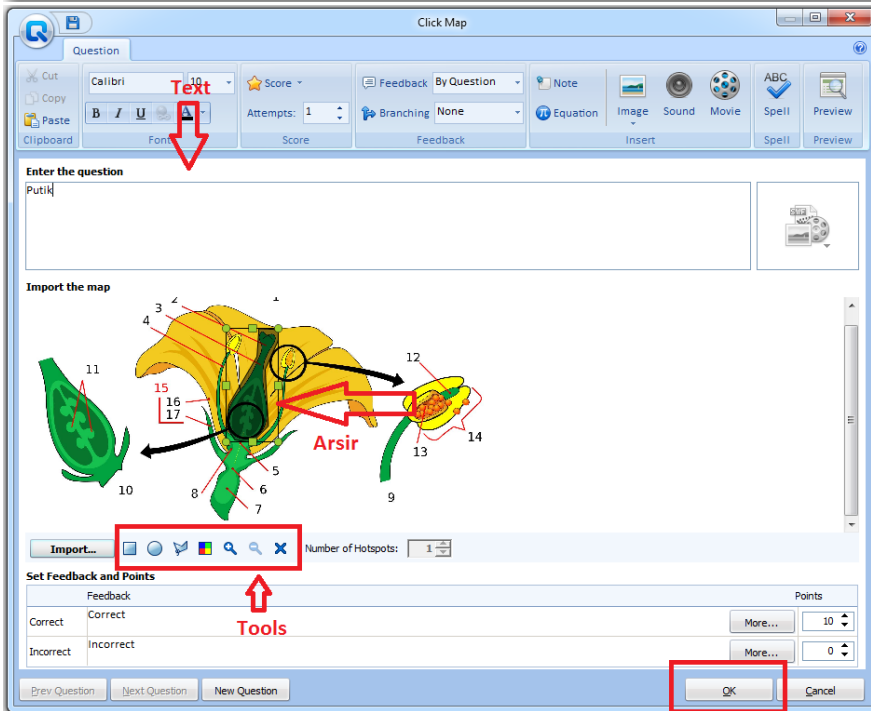 Click Map
Question
Cut
Copy
Paste
Clipboard
Calibri 10
B I U A
Font
Text
Score
Attempts: 1
Score
Feedback By Question
Branching None
Feedback
Note
Equation
Image
Sound
Movie
Insert
ABC
Spell
Spell
Preview
Preview
Enter the question
Putik
Import the map
2
1
3
4
11
12
15
16
17
Arsir
13
14
5
10
8
6
9
7
Import...
Number of Hotspots: 1
Tools
Set Feedback and Points
Feedback Points
Correct Correct More... 10
Incorrect Incorrect More... 0
Prev Question Next Question New Question OK Cancel